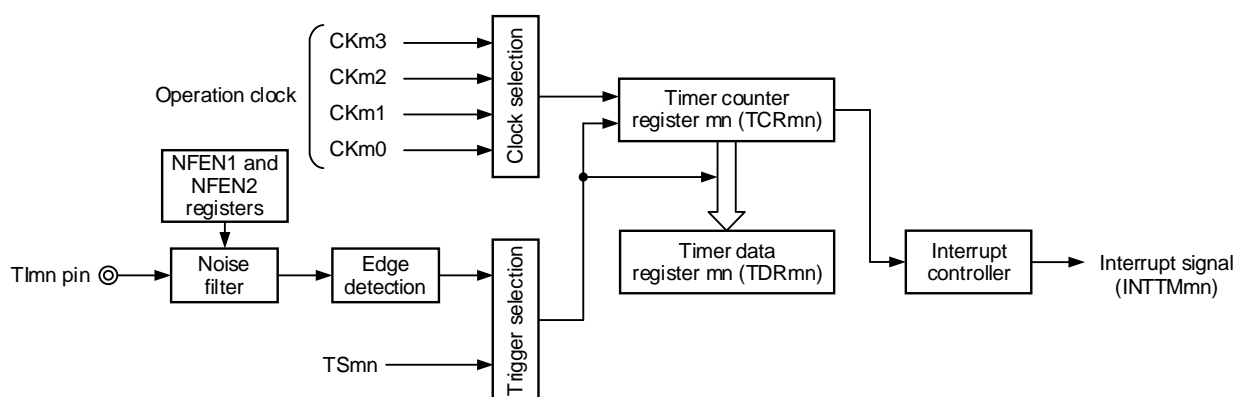 CKm3
CKm2
Operation clock
CKm1
CKm0
Clock selection
Timer counter
register mn (TCRmn)
NFEN1 and
NFEN2
registers
TImn pin
Noise
filter
Edge
detection
TSmn
Trigger selection
Timer data
register mn (TDRmn)
Interrupt
controller
Interrupt signal
(INTTMmn)